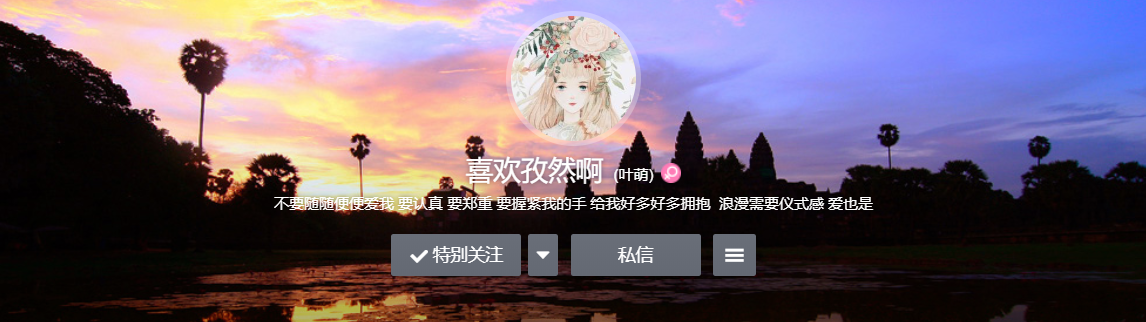 喜欢孜然啊 (叶萌)
不要随随便便爱我 要认真 要郑重 要握紧我的手 给我好多好多拥抱 浪漫需要仪式感 爱也是
特别关注 私信